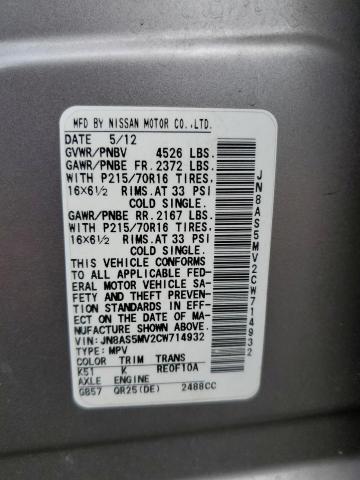 MFD BY NISSAN MOTOR CO.,LTD.
DATE 5/12
GVWR/PNBV 4526 LBS.
GAWR/PNBE FR. 2372 LBS.
WITH P215/70R16 TIRES,
16X6½ RIMS.AT 33 PSI
COLD SINGLE.
GAWR/PNBE RR. 2167 LBS.
WITH P215/70R16 TIRES,
16X6½ RIMS.AT 33 PSI
COLD SINGLE.
THIS VEHICLE CONFORMS
TO ALL APPLICABLE FED-
ERAL MOTOR VEHICLE SA-
FETY AND THEFT PREVEN-
TION STANDARDS IN EFF-
ECT ON THE DATE OF MA-
NUFACTURE SHOWN ABOVE.
VIN:JN8AS5MV2CW714932
TYPE: MPV
COLOR TRIM TRANS
K51 K RE0F10A
AXLE ENGINE
GB57 QR25(DE) 2488CC
JN8AS5MV2CW714932